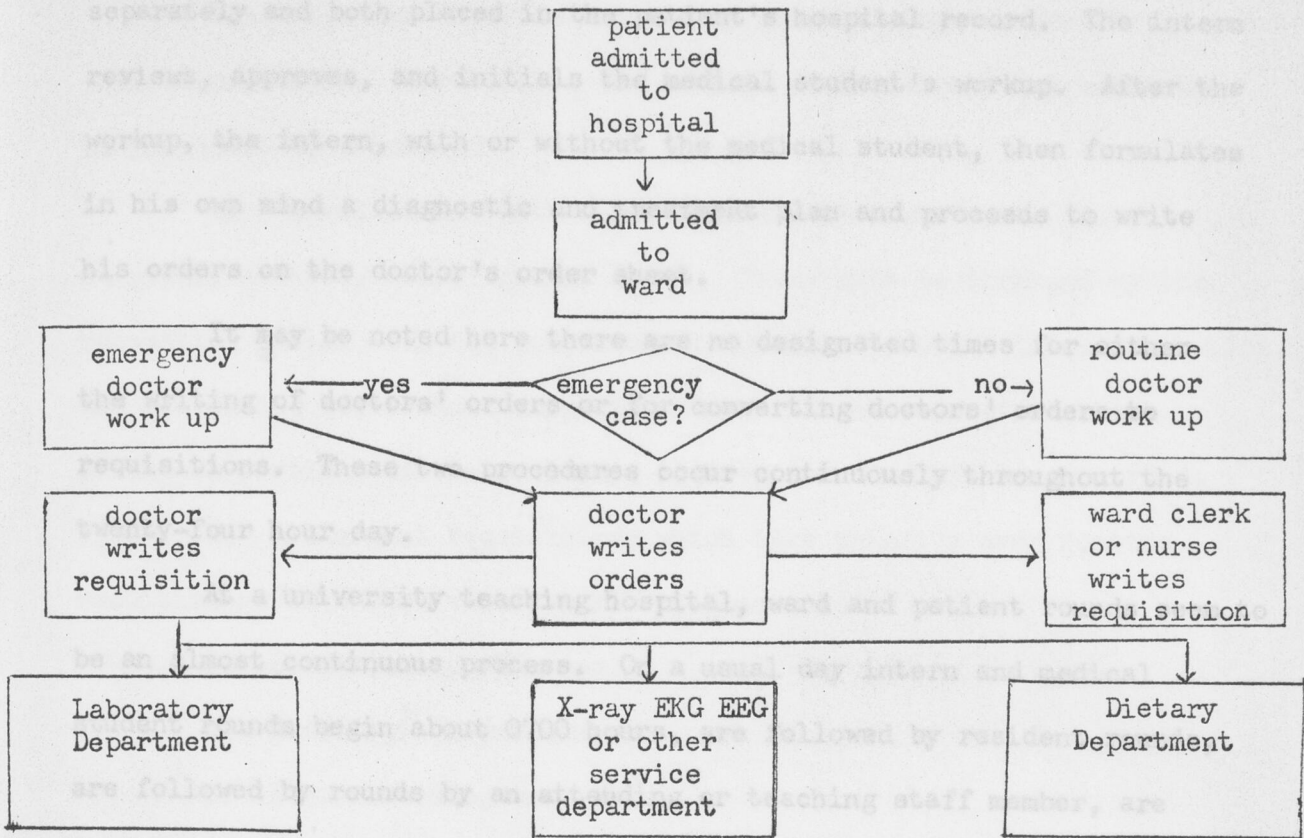 patient
admitted
to
hospital
admitted
to
ward
emergency
doctor
work up
yes
emergency
case?
no
routine
doctor
work up
doctor
writes
requisition
doctor
writes
orders
ward clerk
or nurse
writes
requisition
Laboratory
Department
X-ray EKG EEG
or other
service
department
Dietary
Department
separately and both placed in the patient's hospital record. The intern
reviews, approves, and initials the medical student's workup. After the
workup, the intern, with or without the medical student, then formulates
in his own mind a diagnostic and treatment plan and proceeds to write
his orders on the doctor's order sheet.
It may be noted here there are no designated times for either
the writing of doctors' orders or for converting doctors' orders to
requisitions. These two procedures occur continuously throughout the
twenty-four hour day.
At a university teaching hospital, ward and patient rounds to
be an almost continuous process. On a usual day intern and medical
student rounds begin about 0700 hours, are followed by resident rounds,
are followed by rounds by an attending or teaching staff member, are